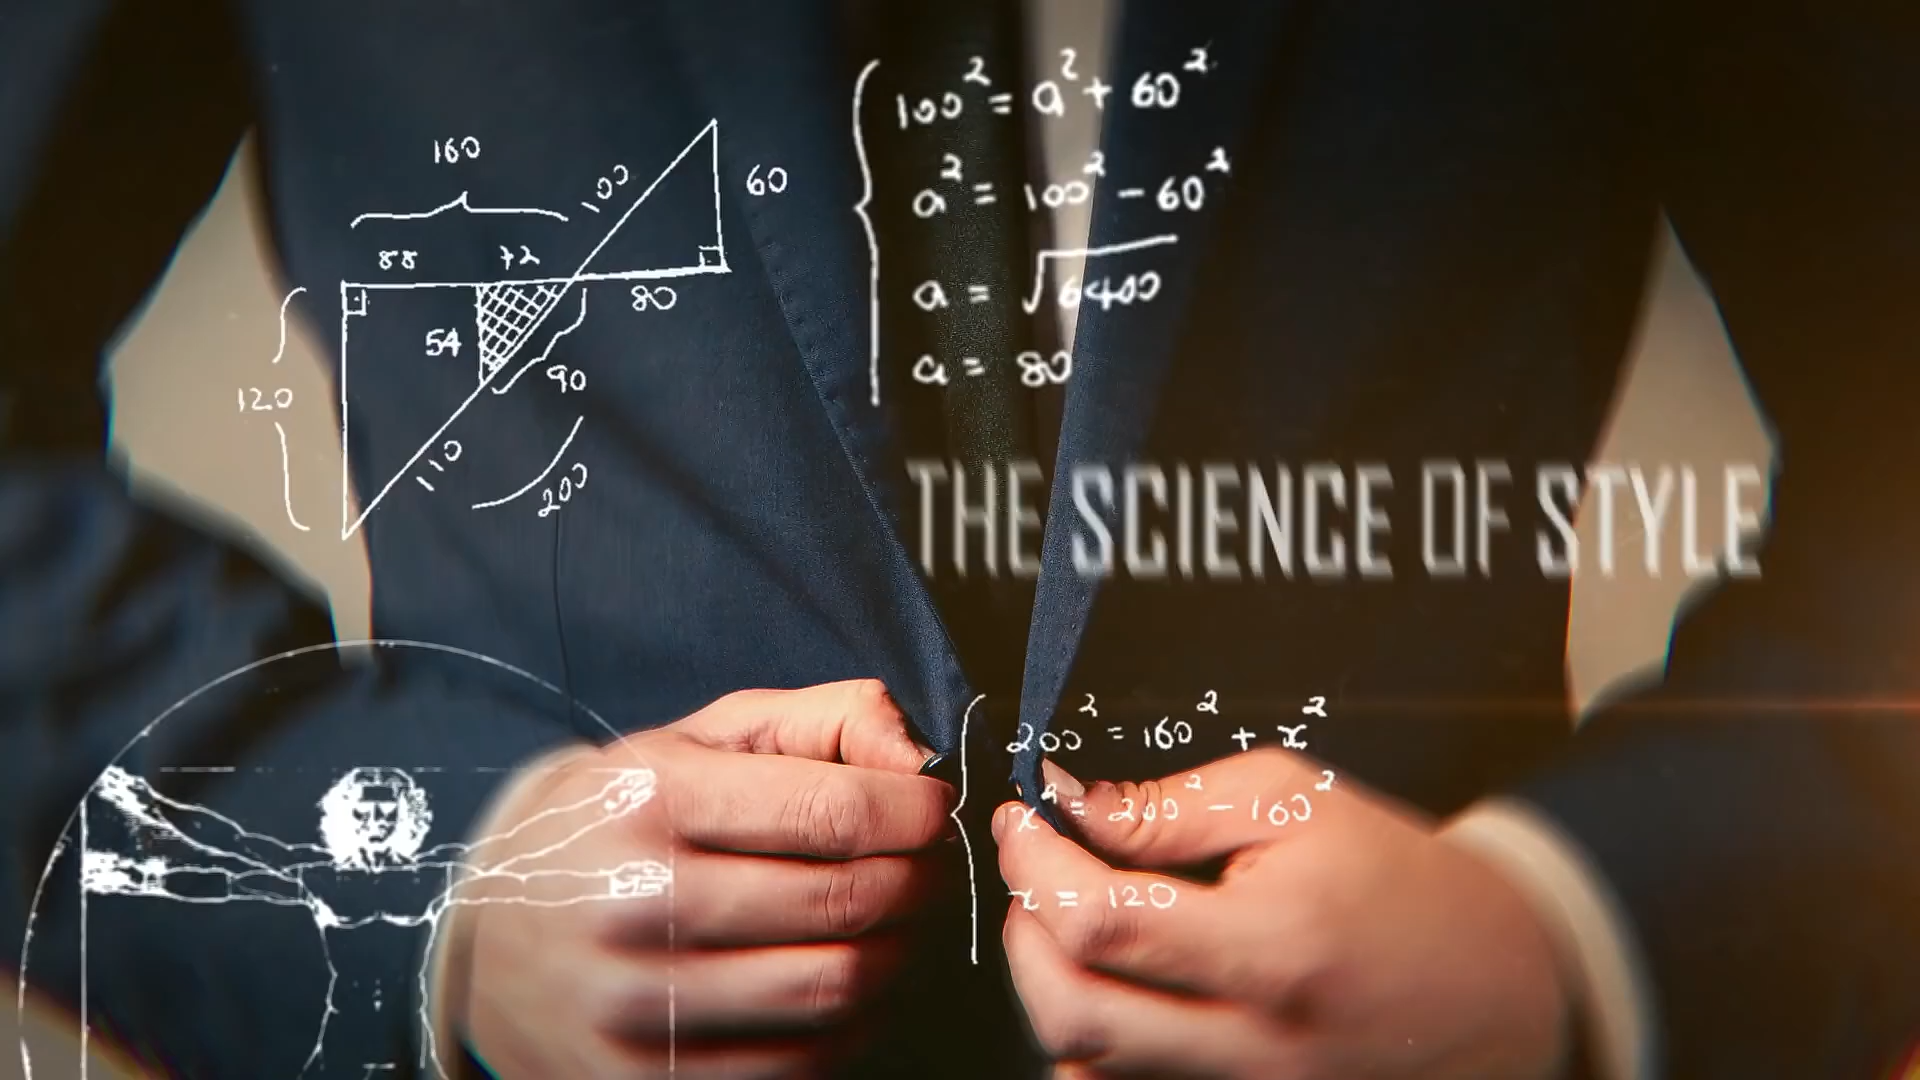 160
100
60
88 72
80
54
120
90
110
200
100² = a² + 60²
a² = 100² - 60²
a = √6400
a = 80
THE SCIENCE OF STYLE
200² = 160² + x²
x² = 200² - 160²
x = 120